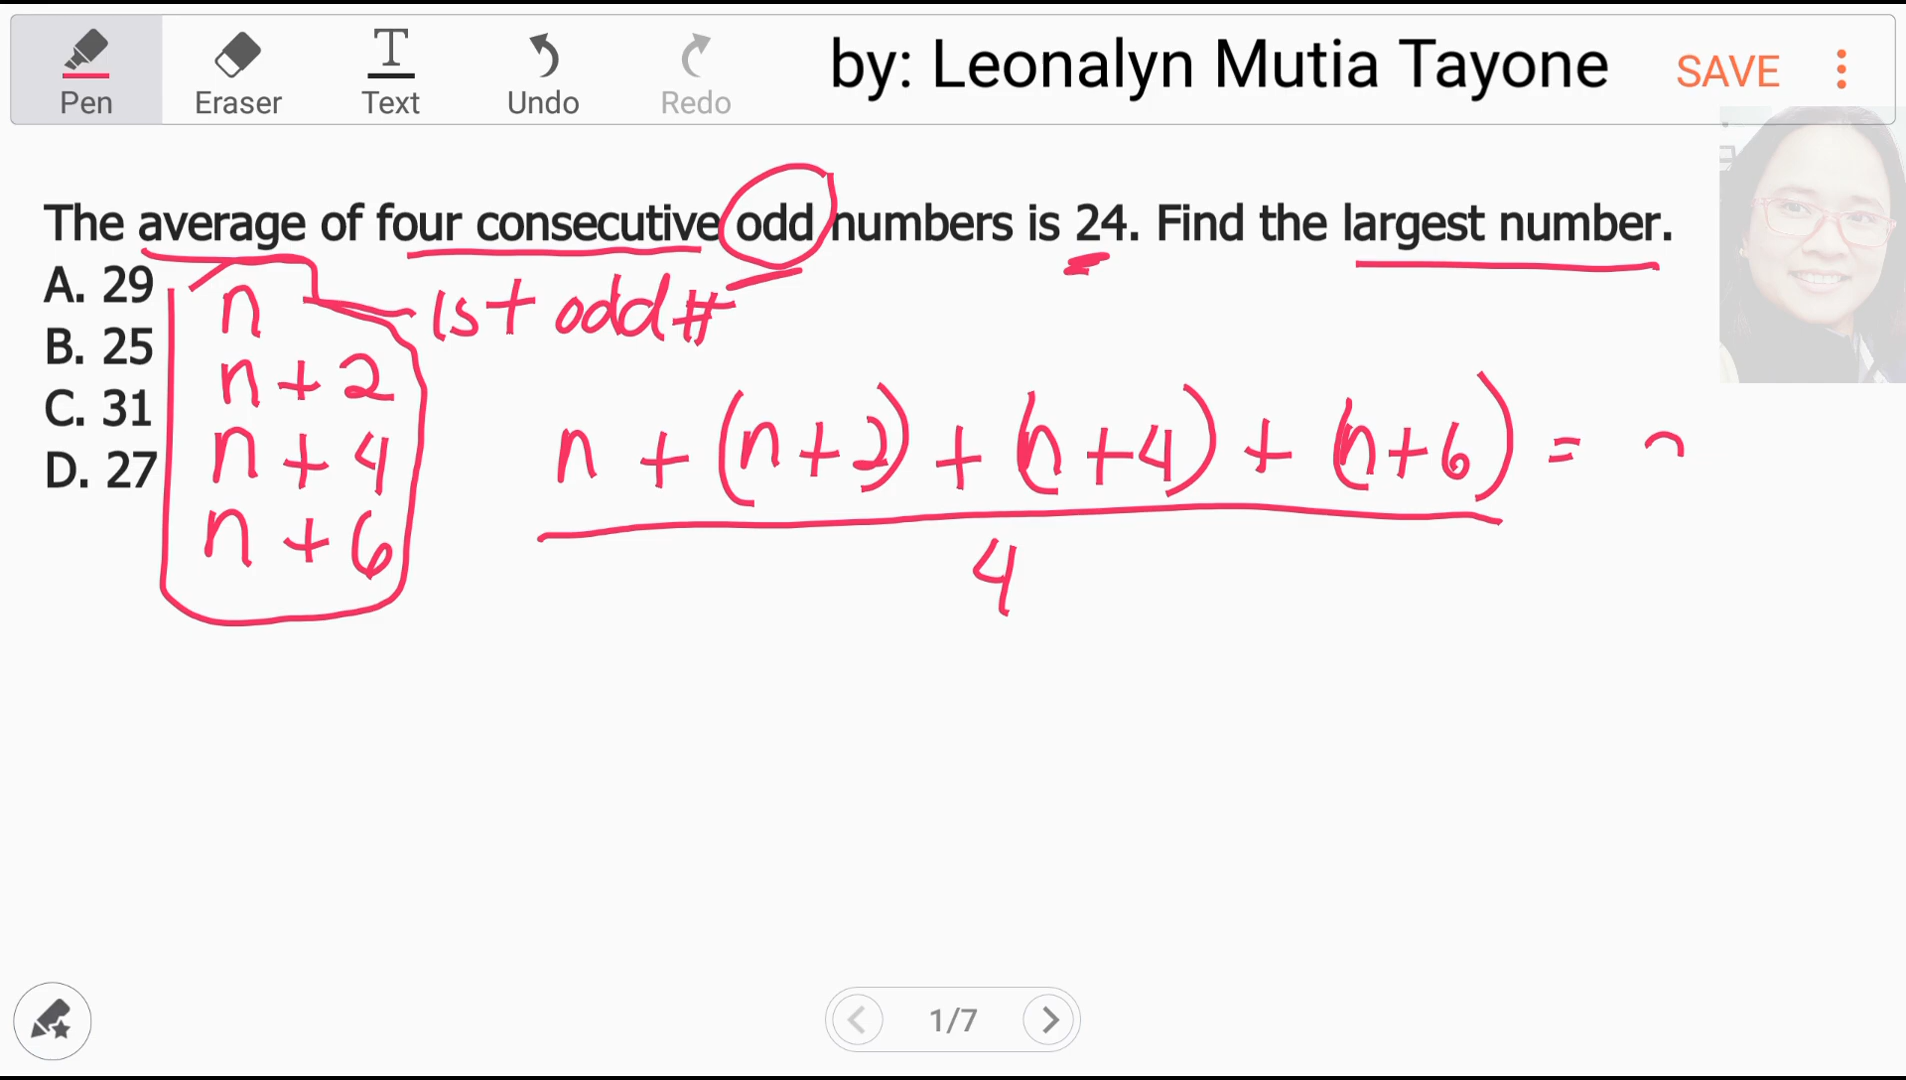 by: Leonalyn Mutia Tayone
SAVE
Pen
Eraser
Text
Undo
Redo
The average of four consecutive odd numbers is 24. Find the largest number.
A. 29
B. 25
C. 31
D. 27
n
1st odd #
n + 2
n + 4
n + 6
n + (n+2) + (n+4) + (n+6) =
4
1/7